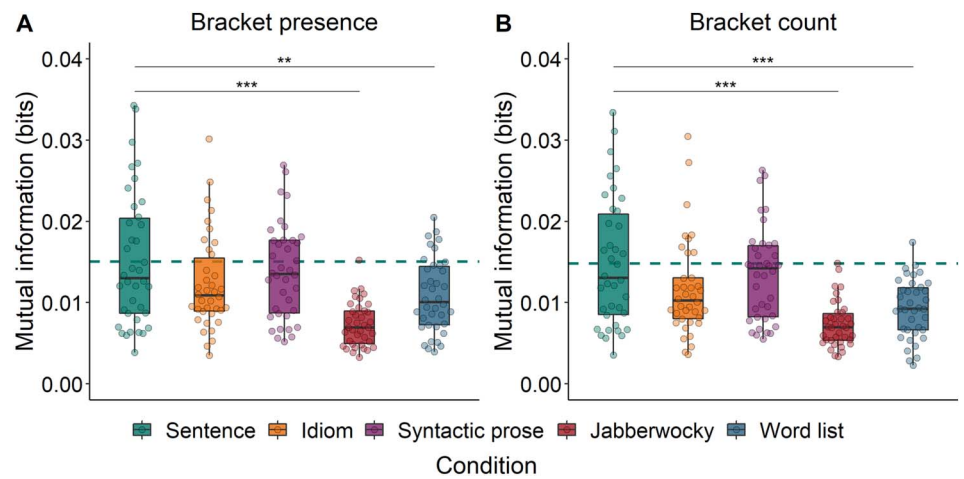 A Bracket presence
B Bracket count
Mutual information (bits)
0.04
0.03
0.02
0.01
0.00
**
***
Mutual information (bits)
0.04
0.03
0.02
0.01
0.00
***
***
Sentence Idiom Syntactic prose Jabberwocky Word list
Condition